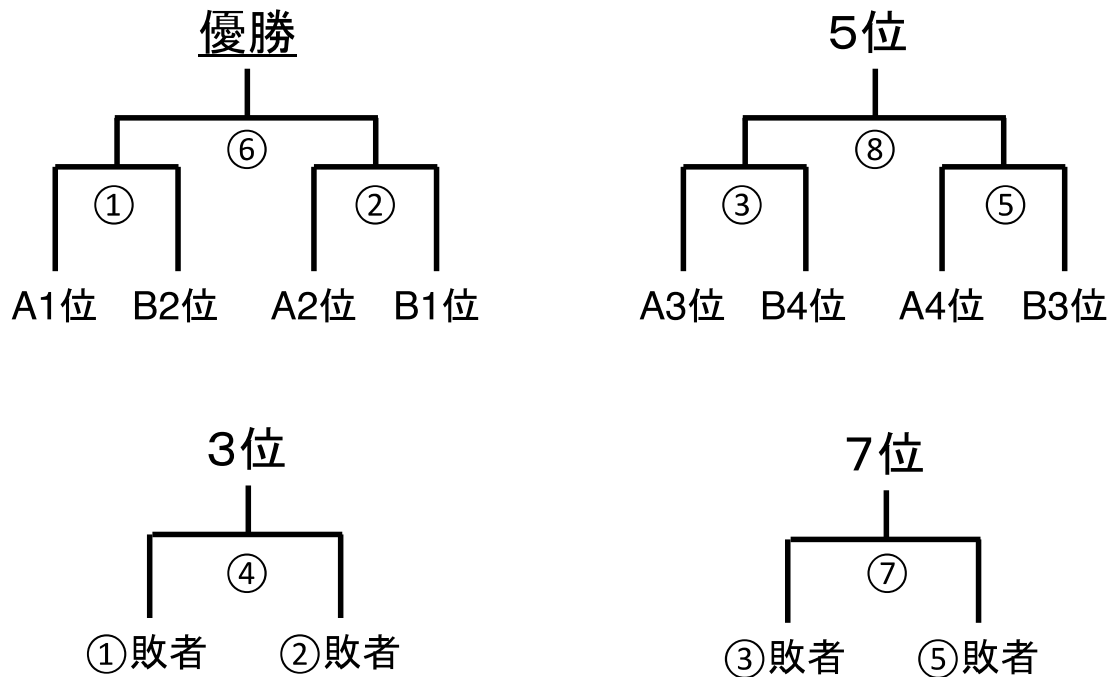 優勝
⑥
① ②
A1位 B2位 A2位 B1位
5位
⑧
③ ⑤
A3位 B4位 A4位 B3位
3位
④
①敗者 ②敗者
7位
⑦
③敗者 ⑤敗者